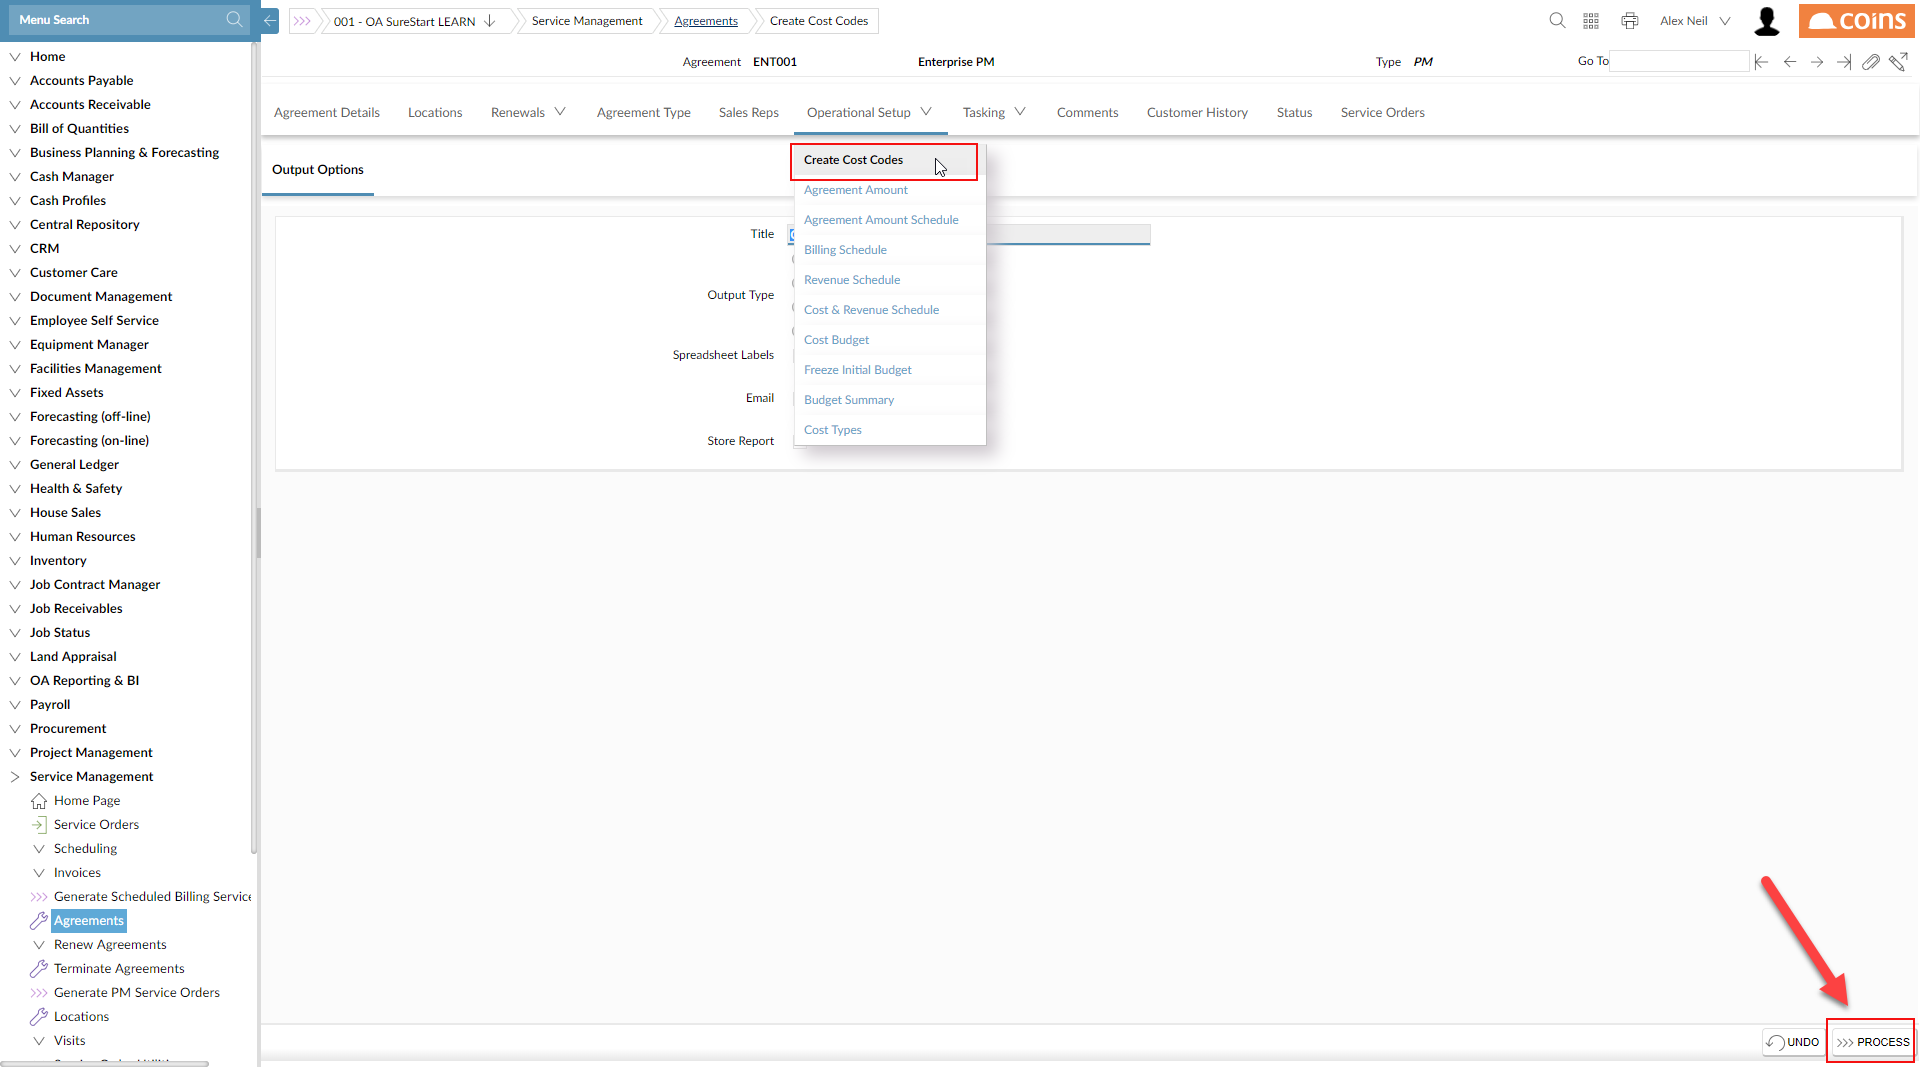 Menu Search
001 - OA SureStart LEARN
Service Management
Agreements
Create Cost Codes
Alex Neil
coins
Agreement ENT001
Enterprise PM
Type PM
Go To
Agreement Details
Locations
Renewals
Agreement Type
Sales Reps
Operational Setup
Tasking
Comments
Customer History
Status
Service Orders
Output Options
Create Cost Codes
Agreement Amount
Agreement Amount Schedule
Billing Schedule
Revenue Schedule
Cost & Revenue Schedule
Cost Budget
Freeze Initial Budget
Budget Summary
Cost Types
Title
Output Type
Spreadsheet Labels
Email
Store Report
Home
Accounts Payable
Accounts Receivable
Bill of Quantities
Business Planning & Forecasting
Cash Manager
Cash Profiles
Central Repository
CRM
Customer Care
Document Management
Employee Self Service
Equipment Manager
Facilities Management
Fixed Assets
Forecasting (off-line)
Forecasting (on-line)
General Ledger
Health & Safety
House Sales
Human Resources
Inventory
Job Contract Manager
Job Receivables
Job Status
Land Appraisal
OA Reporting & BI
Payroll
Procurement
Project Management
Service Management
Home Page
Service Orders
Scheduling
Invoices
Generate Scheduled Billing Service
Agreements
Renew Agreements
Terminate Agreements
Generate PM Service Orders
Locations
Visits
UNDO
PROCESS